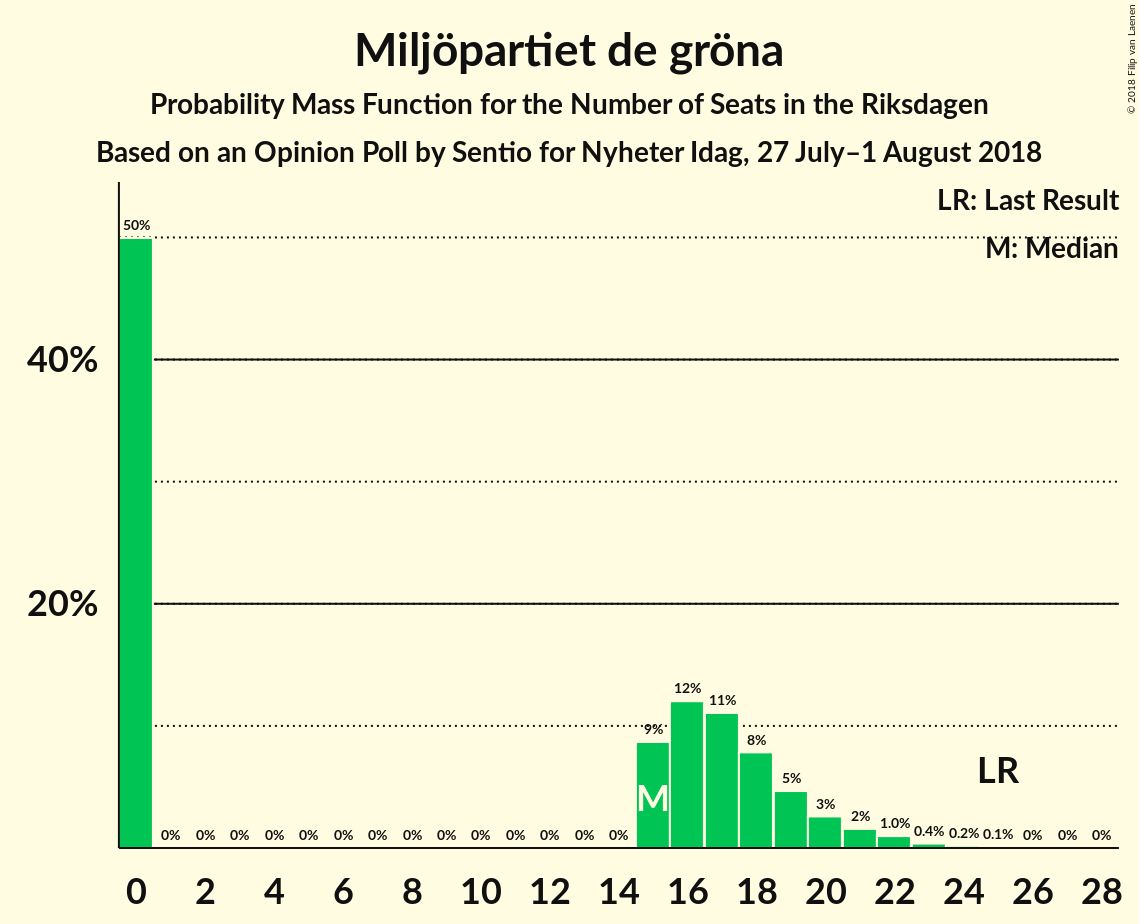 Miljöpartiet de gröna
Probability Mass Function for the Number of Seats in the Riksdagen
Based on an Opinion Poll by Sentio for Nyheter Idag, 27 July–1 August 2018
© 2018 Filip van Laenen
LR: Last Result
M: Median
50%
40%
20%
0% 0% 0% 0% 0% 0% 0% 0% 0% 0% 0% 0% 0% 0% 9% 12% 11% 8% 5% 3% 2% 1.0% 0.4% 0.2% 0.1% 0% 0% 0%
M
LR
0 2 4 6 8 10 12 14 16 18 20 22 24 26 28